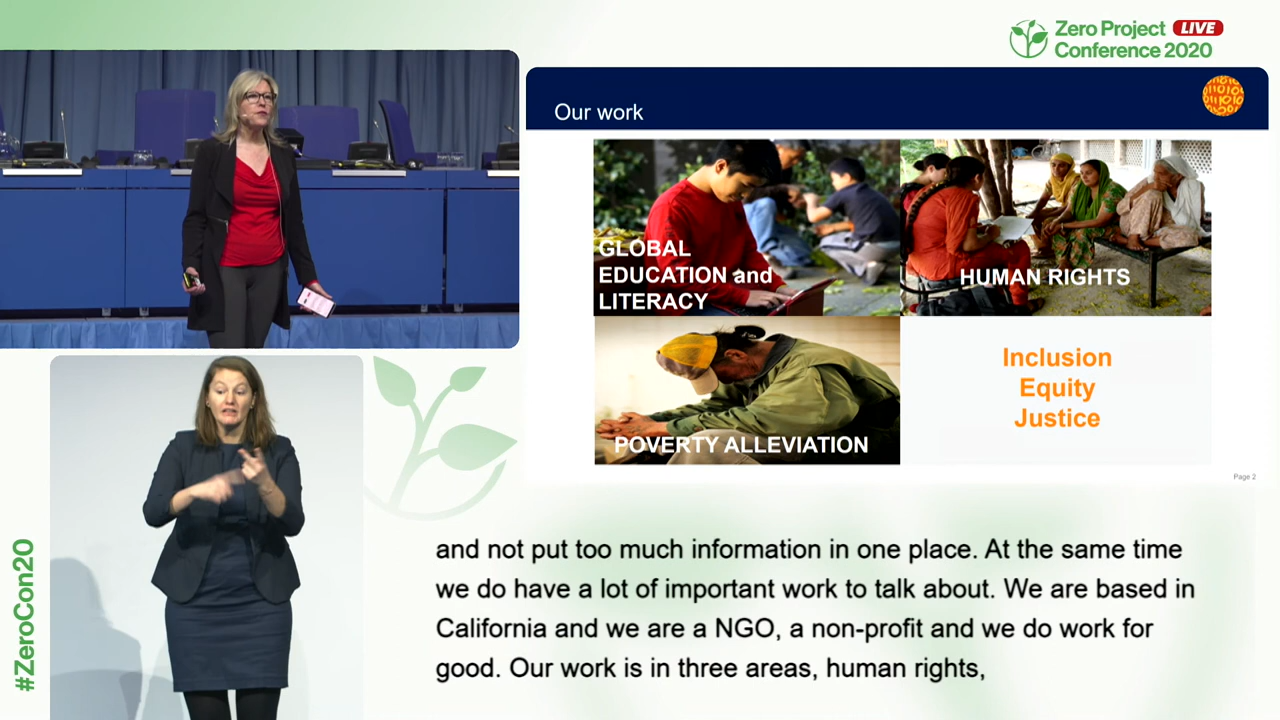 Zero Project LIVE
Conference 2020
Our work
GLOBAL
EDUCATION and
LITERACY
HUMAN RIGHTS
POVERTY ALLEVIATION
Inclusion
Equity
Justice
Page 2
and not put too much information in one place. At the same time
we do have a lot of important work to talk about. We are based in
California and we are a NGO, a non-profit and we do work for
good. Our work is in three areas, human rights,
#ZeroCon20